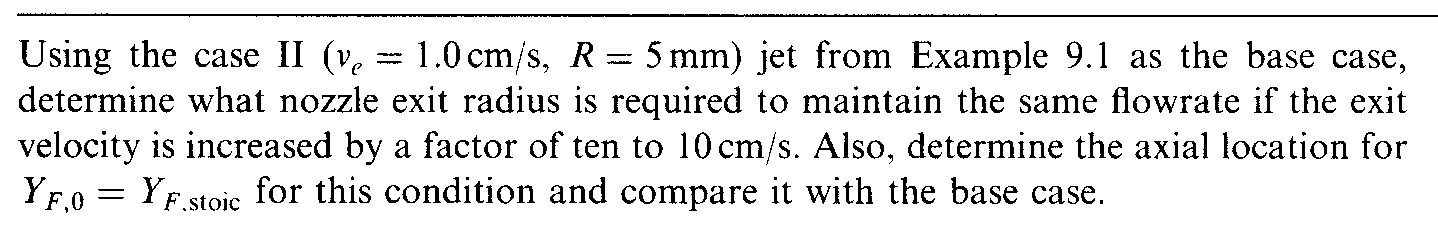 Using the case II (v_e = 1.0 cm/s, R = 5 mm) jet from Example 9.1 as the base case,
determine what nozzle exit radius is required to maintain the same flowrate if the exit
velocity is increased by a factor of ten to 10 cm/s. Also, determine the axial location for
Y_{F,0} = Y_{F,stoic} for this condition and compare it with the base case.